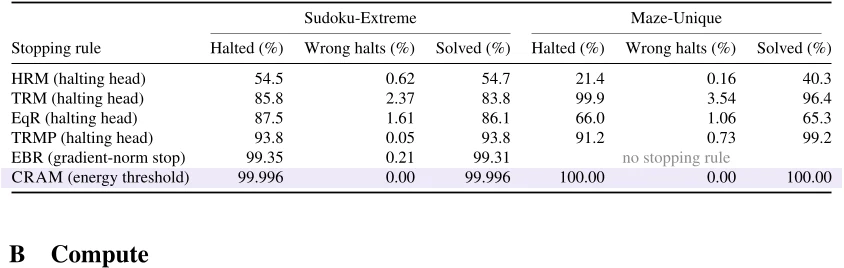 Sudoku-Extreme Maze-Unique
Stopping rule Halted (%) Wrong halts (%) Solved (%) Halted (%) Wrong halts (%) Solved (%)
HRM (halting head) 54.5 0.62 54.7 21.4 0.16 40.3
TRM (halting head) 85.8 2.37 83.8 99.9 3.54 96.4
EqR (halting head) 87.5 1.61 86.1 66.0 1.06 65.3
TRMP (halting head) 93.8 0.05 93.8 91.2 0.73 99.2
EBR (gradient-norm stop) 99.35 0.21 99.31 no stopping rule
CRAM (energy threshold) 99.996 0.00 99.996 100.00 0.00 100.00
B Compute